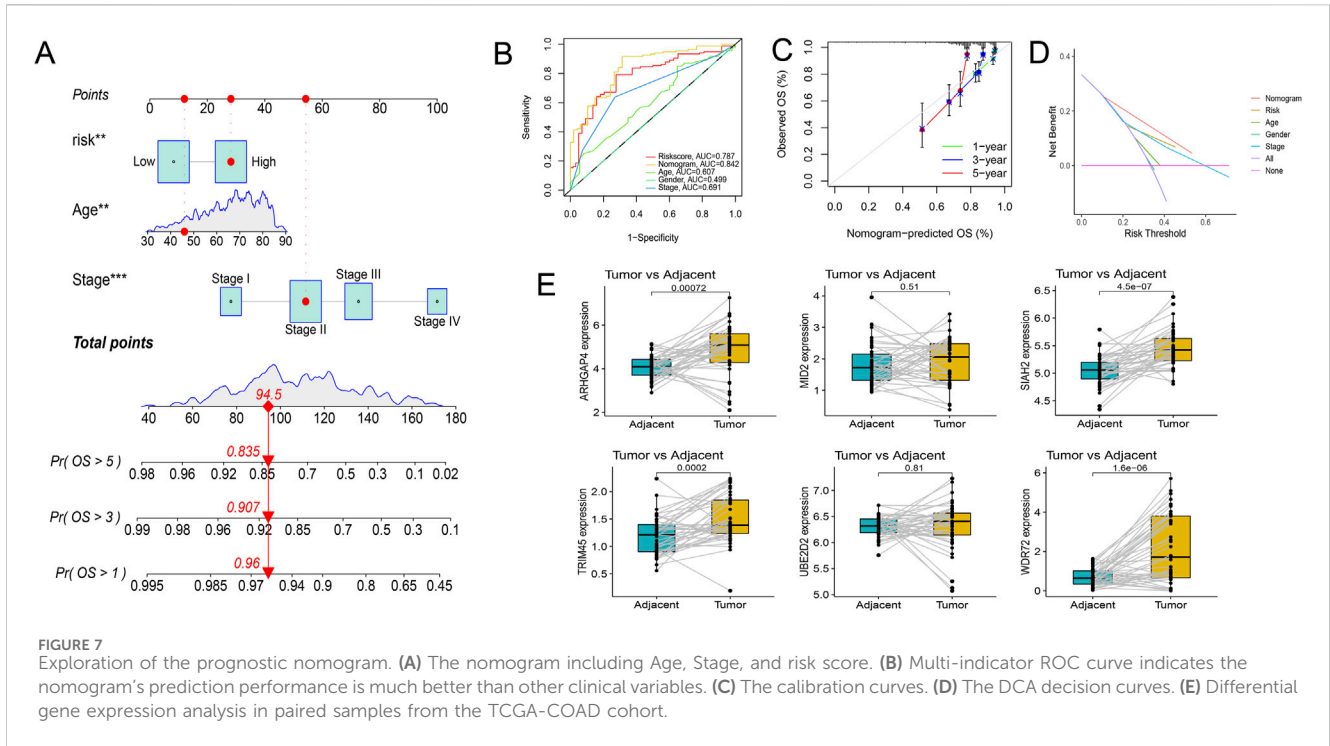 A
Points
0 20 40 60 80 100
risk**
Low High
Age**
30 40 50 60 70 80 90
Stage***
Stage I
Stage II
Stage III
Stage IV
Total points
94.5
40 60 80 100 120 140 160 180
0.835
Pr( OS > 5 )
0.98 0.96 0.92 0.85 0.7 0.5 0.3 0.1 0.02
0.907
Pr( OS > 3 )
0.99 0.98 0.96 0.92 0.85 0.7 0.5 0.3 0.1
0.96
Pr( OS > 1 )
0.995 0.985 0.97 0.94 0.9 0.8 0.65 0.45
B
Sensitivity
1.0
0.8
0.6
0.4
0.2
0.0
Riskscore, AUC=0.787
Nomogram, AUC=0.842
Age, AUC=0.607
Gender, AUC=0.499
Stage, AUC=0.691
0.0 0.2 0.4 0.6 0.8 1.0
1−Specificity
C
Observed OS (%)
1.0
0.8
0.6
0.4
0.2
0.0
1−year
3−year
5−year
0.0 0.2 0.4 0.6 0.8 1.0
Nomogram−predicted OS (%)
D
Net Benefit
0.4
0.2
0.0
0.0 0.2 0.4 0.6
Risk Threshold
Nomogram
Risk
Age
Gender
Stage
All
None
E
Tumor vs Adjacent
0.00072
ARHGAP4 expression
6
4
2
Adjacent Tumor
Tumor vs Adjacent
0.51
MID2 expression
4
3
2
1
Adjacent Tumor
Tumor vs Adjacent
4.5e−07
SIAH2 expression
6.0
5.5
5.0
4.5
Adjacent Tumor
Tumor vs Adjacent
0.0002
TRIM45 expression
2.0
1.5
1.0
0.5
Adjacent Tumor
Tumor vs Adjacent
0.81
UBE2D2 expression
7.0
6.5
6.0
5.5
5.0
Adjacent Tumor
Tumor vs Adjacent
1.6e−06
WDR72 expression
5
4
3
2
1
0
Adjacent Tumor
FIGURE 7
Exploration of the prognostic nomogram. (A) The nomogram including Age, Stage, and risk score. (B) Multi-indicator ROC curve indicates the
nomogram's prediction performance is much better than other clinical variables. (C) The calibration curves. (D) The DCA decision curves. (E) Differential
gene expression analysis in paired samples from the TCGA-COAD cohort.